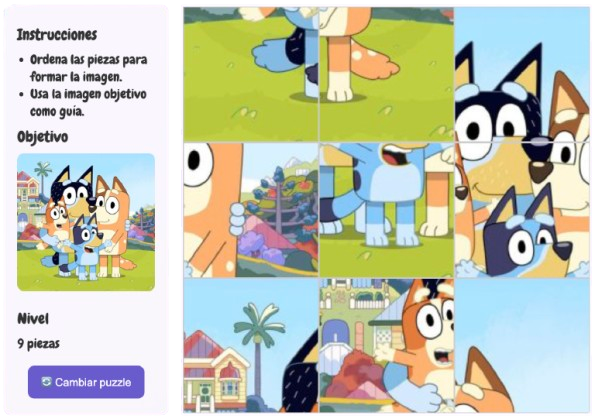 Instrucciones
• Ordena las piezas para
formar la imagen.
• Usa la imagen objetivo
como guía.
Objetivo
Nivel
9 piezas
Cambiar puzzle